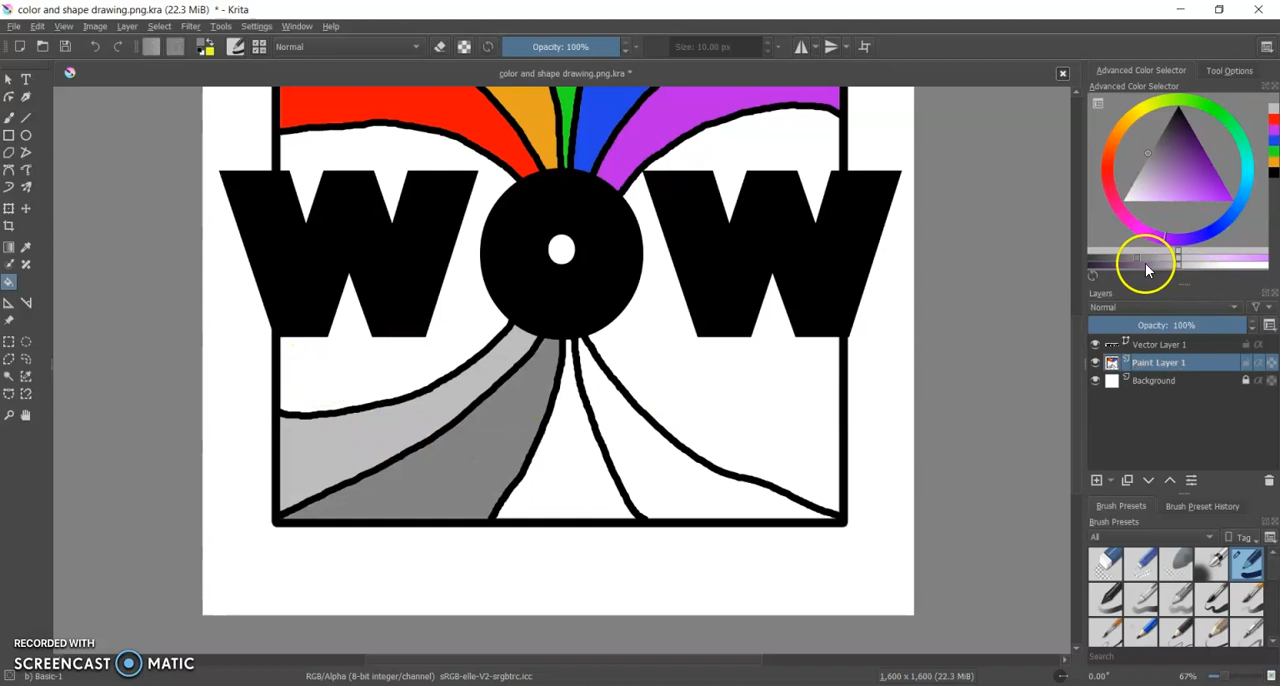 color and shape drawing.png.kra (22.3 MiB) * - Krita
File Edit View Image Layer Select Filter Tools Settings Window Help
Normal Opacity: 100% Size: 10.00 px
color and shape drawing.png.kra (22.3 MiB) *
Advanced Color Selector Tool Options
Advanced Color Selector
WOW
Layers
Normal
Opacity: 100%
Vector Layer 1
Paint Layer 1
Background
Brush Presets Brush Preset History
Brush Presets
All Tag
Search
RECORDED WITH
SCREENCAST MATIC
b) Basic-1 RGB/Alpha (8-bit integer/channel) sRGB-elle-V2-srgbtrc.icc 1,600 x 1,600 (22.3 MiB) 0.00° 67%